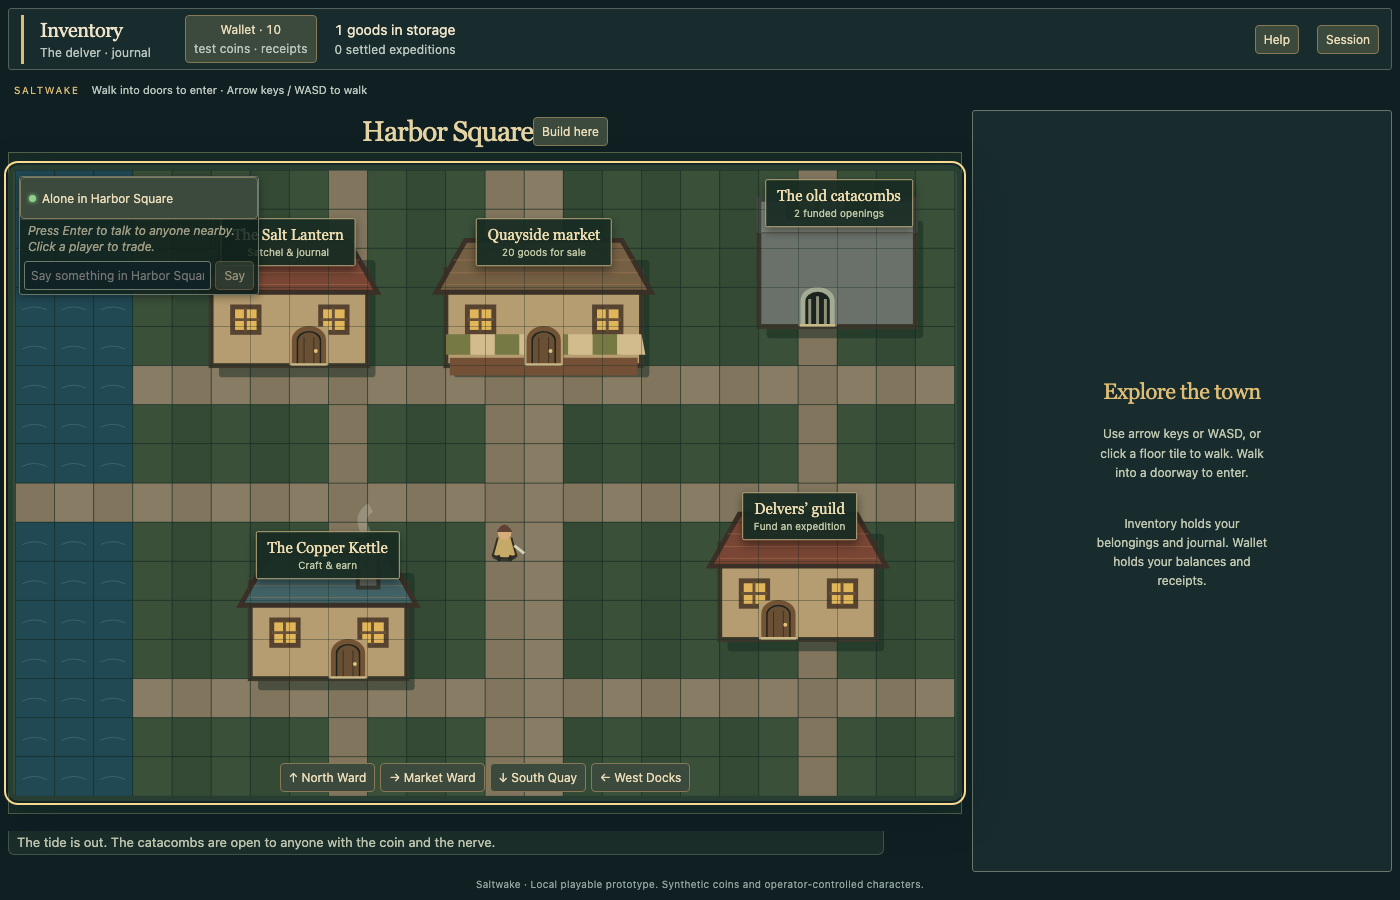 Inventory
The delver · journal
Wallet · 10
test coins · receipts
1 goods in storage
0 settled expeditions
Help
Session
SALTWAKE
Walk into doors to enter · Arrow keys / WASD to walk
Harbor Square
Build here
Alone in Harbor Square
Press Enter to talk to anyone nearby.
Click a player to trade.
Say something in Harbor Squar
Say
The Salt Lantern
Satchel & journal
Quayside market
20 goods for sale
The old catacombs
2 funded openings
The Copper Kettle
Craft & earn
Delvers’ guild
Fund an expedition
↑ North Ward
→ Market Ward
↓ South Quay
← West Docks
Explore the town
Use arrow keys or WASD, or
click a floor tile to walk. Walk
into a doorway to enter.
Inventory holds your
belongings and journal. Wallet
holds your balances and
receipts.
The tide is out. The catacombs are open to anyone with the coin and the nerve.
Saltwake · Local playable prototype. Synthetic coins and operator-controlled characters.